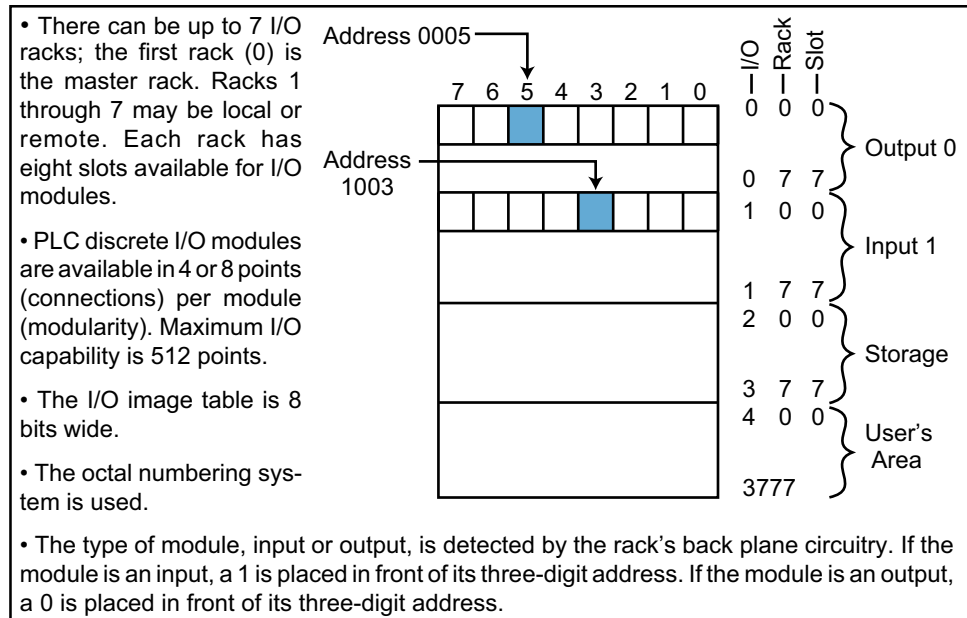 • There can be up to 7 I/O
racks; the first rack (0) is
the master rack. Racks 1
through 7 may be local or
remote. Each rack has
eight slots available for I/O
modules.
• PLC discrete I/O modules
are available in 4 or 8 points
(connections) per module
(modularity). Maximum I/O
capability is 512 points.
• The I/O image table is 8
bits wide.
• The octal numbering sys-
tem is used.
Address 0005
7 6 5 4 3 2 1 0
Address
1003
I/O
Rack
Slot
0 0 0
Output 0
0 7 7
1 0 0
Input 1
1 7 7
2 0 0
Storage
3 7 7
4 0 0
User's
Area
3777
• The type of module, input or output, is detected by the rack's back plane circuitry. If the
module is an input, a 1 is placed in front of its three-digit address. If the module is an output,
a 0 is placed in front of its three-digit address.